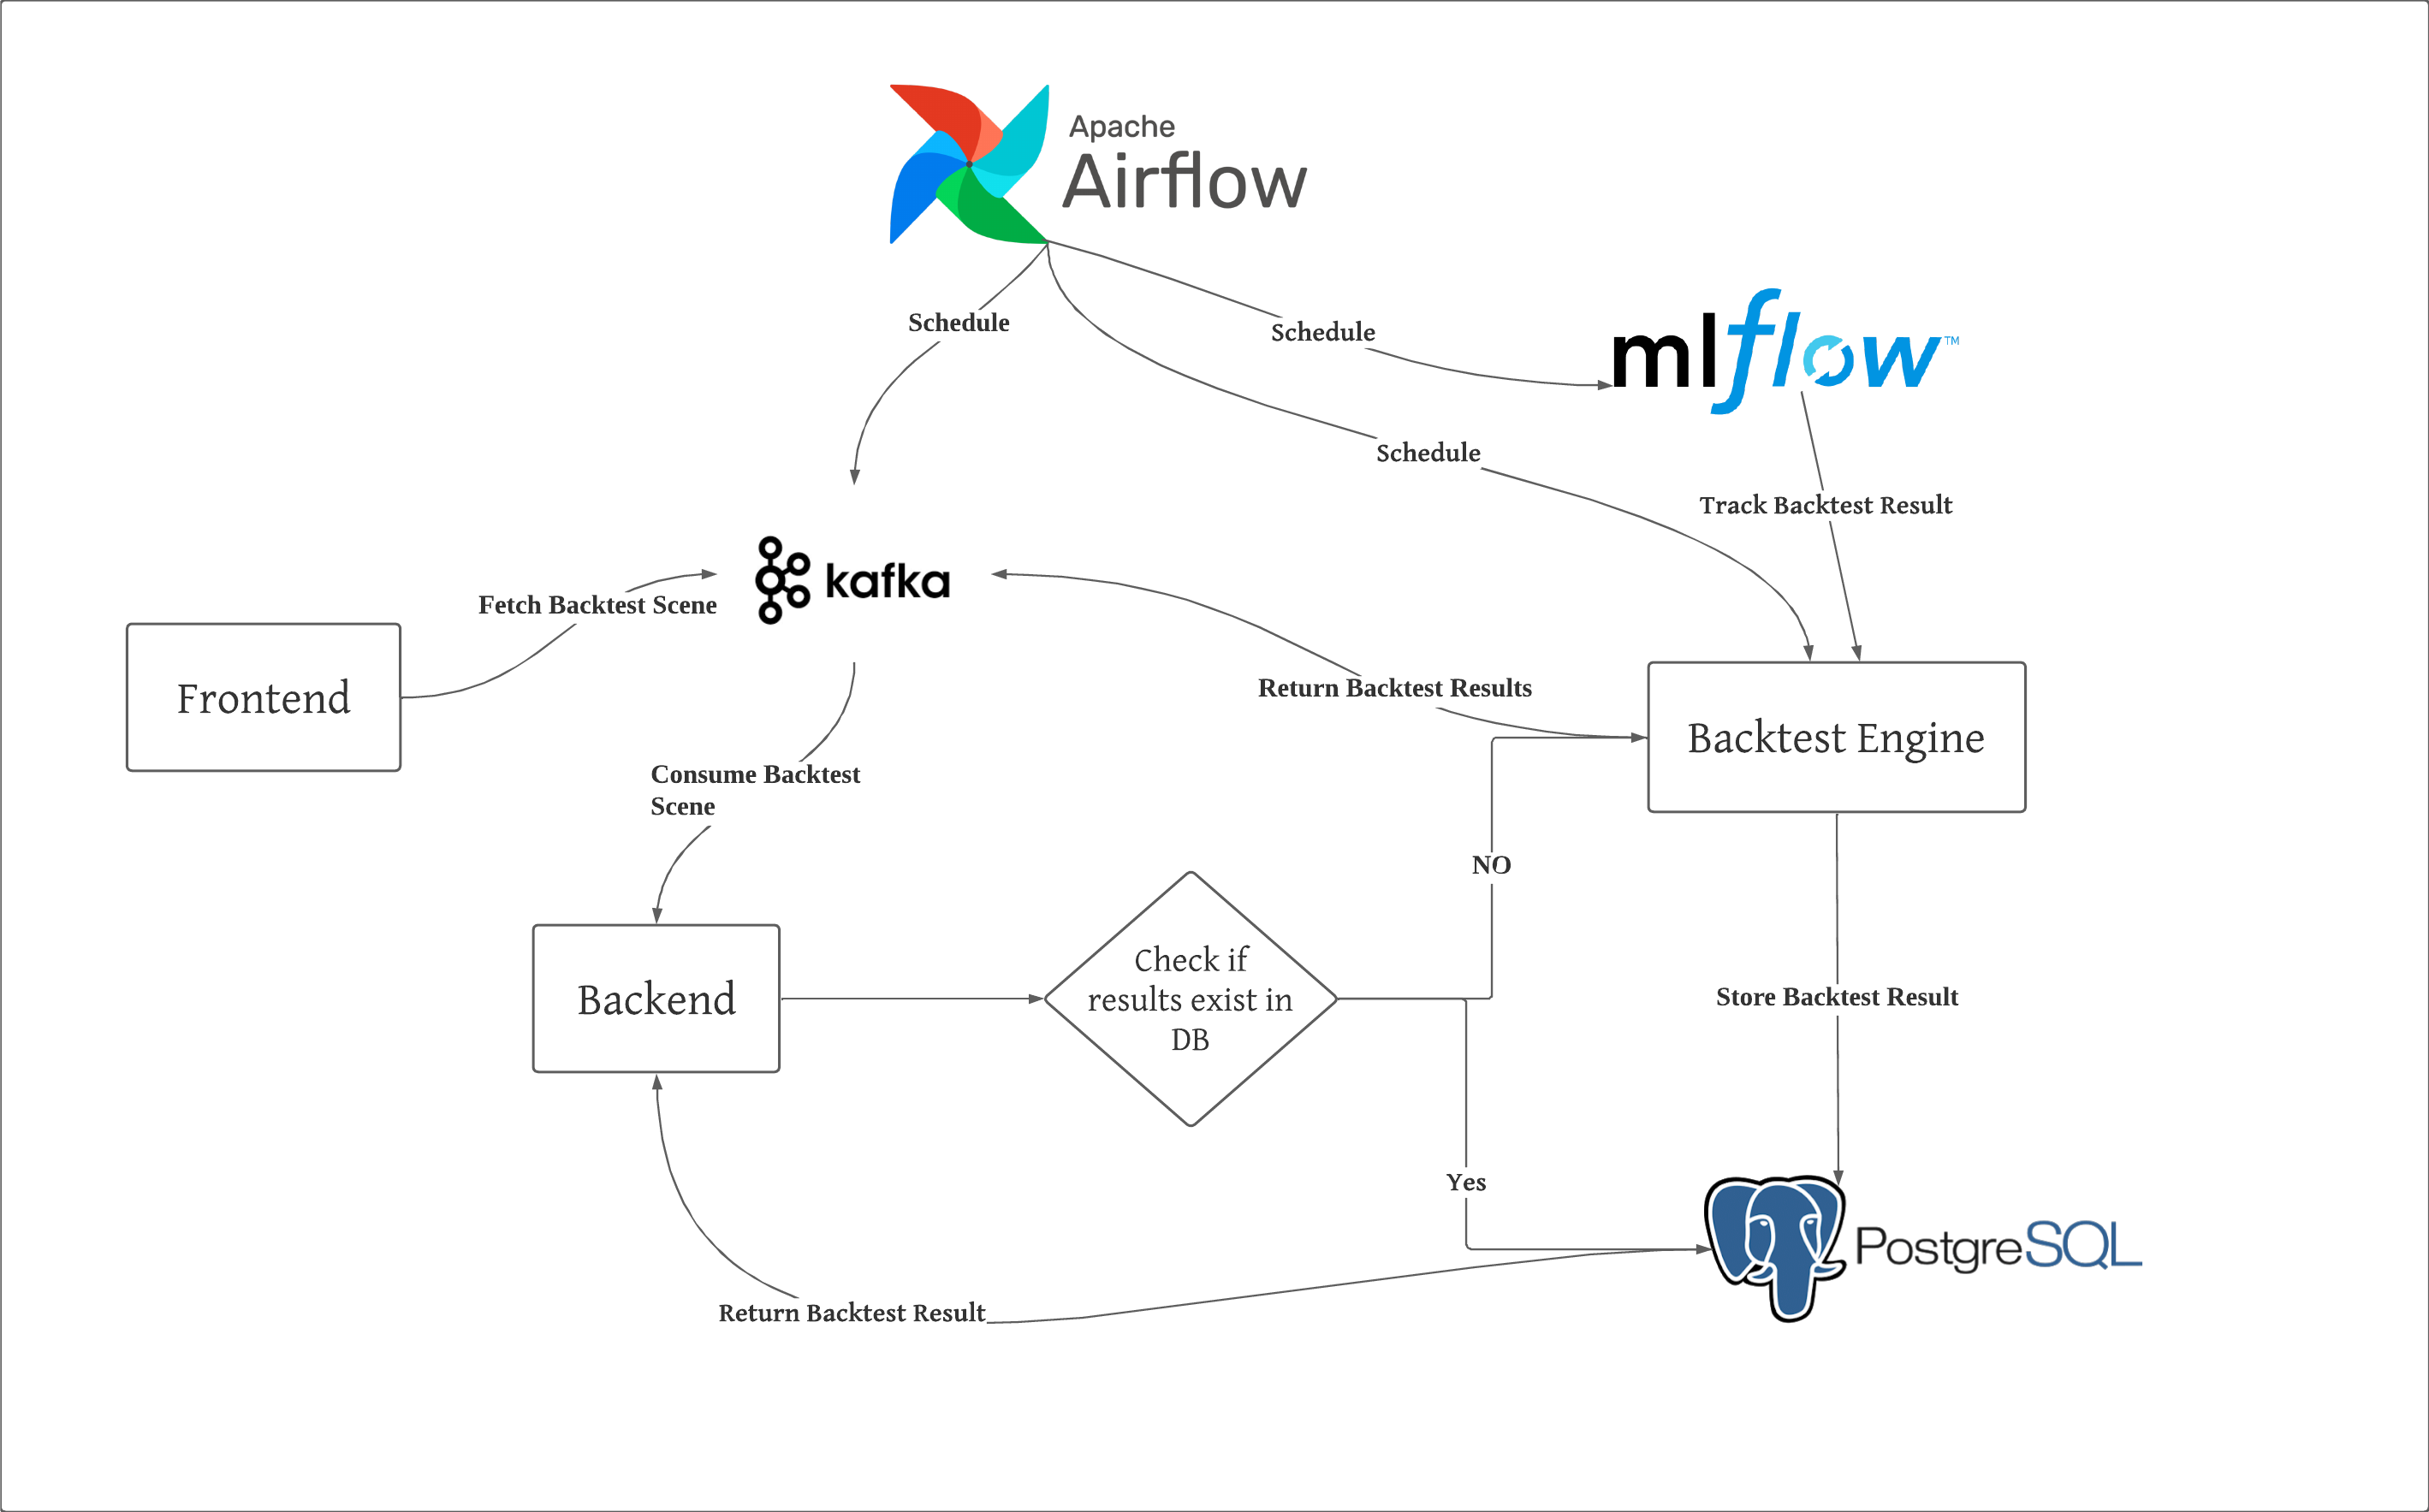 Apache
Airflow
Schedule
Schedule
mlflow™
Schedule
Track Backtest Result
kafka
Fetch Backtest Scene
Frontend
Return Backtest Results
Backtest Engine
Consume Backtest
Scene
NO
Check if
results exist in
DB
Backend
Store Backtest Result
Yes
PostgreSQL
Return Backtest Result